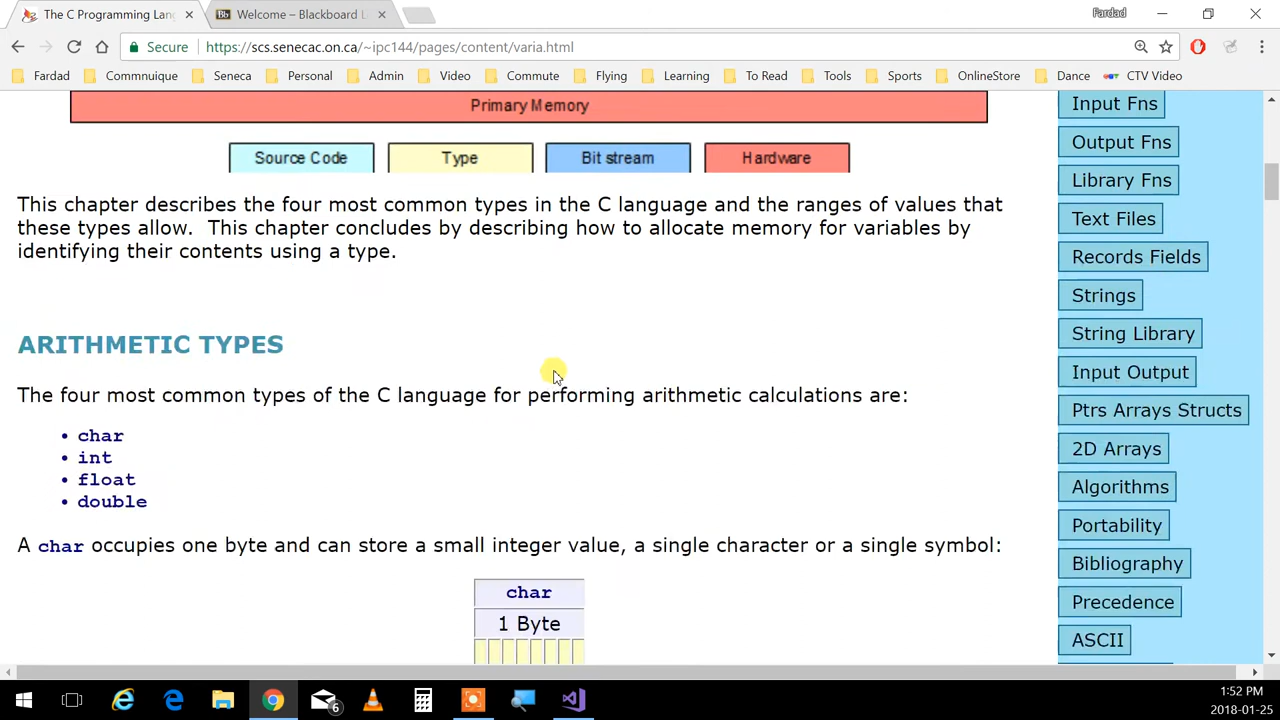 The C Programming Lan
Welcome – Blackboard L
Fardad
Secure
https://scs.senecac.on.ca/~ipc144/pages/content/varia.html
Fardad
Commnuique
Seneca
Personal
Admin
Video
Commute
Flying
Learning
To Read
Tools
Sports
OnlineStore
Dance
CTV Video
Primary Memory
Source Code
Type
Bit stream
Hardware
This chapter describes the four most common types in the C language and the ranges of values that
these types allow.  This chapter concludes by describing how to allocate memory for variables by
identifying their contents using a type.
ARITHMETIC TYPES
The four most common types of the C language for performing arithmetic calculations are:
• char
• int
• float
• double
A char occupies one byte and can store a small integer value, a single character or a single symbol:
char
1 Byte
Input Fns
Output Fns
Library Fns
Text Files
Records Fields
Strings
String Library
Input Output
Ptrs Arrays Structs
2D Arrays
Algorithms
Portability
Bibliography
Precedence
ASCII
6
1:52 PM
2018-01-25